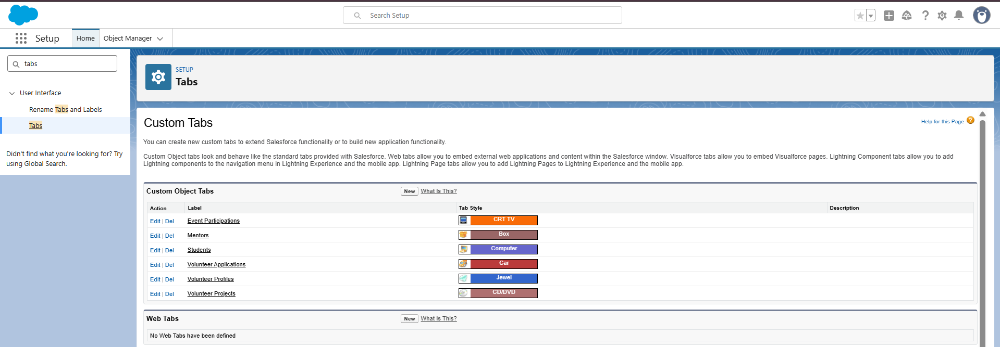 Search Setup
Setup
Home
Object Manager
tabs
User Interface
Rename Tabs and Labels
Tabs
Didn't find what you're looking for? Try
using Global Search.
SETUP
Tabs
Custom Tabs
Help for this Page
You can create new custom tabs to extend Salesforce functionality or to build new application functionality.
Custom Object tabs look and behave like the standard tabs provided with Salesforce. Web tabs allow you to embed external web applications and content within the Salesforce window. Visualforce tabs allow you to embed Visualforce pages. Lightning Component tabs allow you to add
Lightning components to the navigation menu in Lightning Experience and the mobile app. Lightning Page tabs allow you to add Lightning Pages to Lightning Experience and the mobile app.
Custom Object Tabs New What Is This?
Action Label Tab Style Description
Edit | Del Event Participations CRT TV
Edit | Del Mentors Box
Edit | Del Students Computer
Edit | Del Volunteer Applications Car
Edit | Del Volunteer Profiles Jewel
Edit | Del Volunteer Projects CD/DVD
Web Tabs New What Is This?
No Web Tabs have been defined